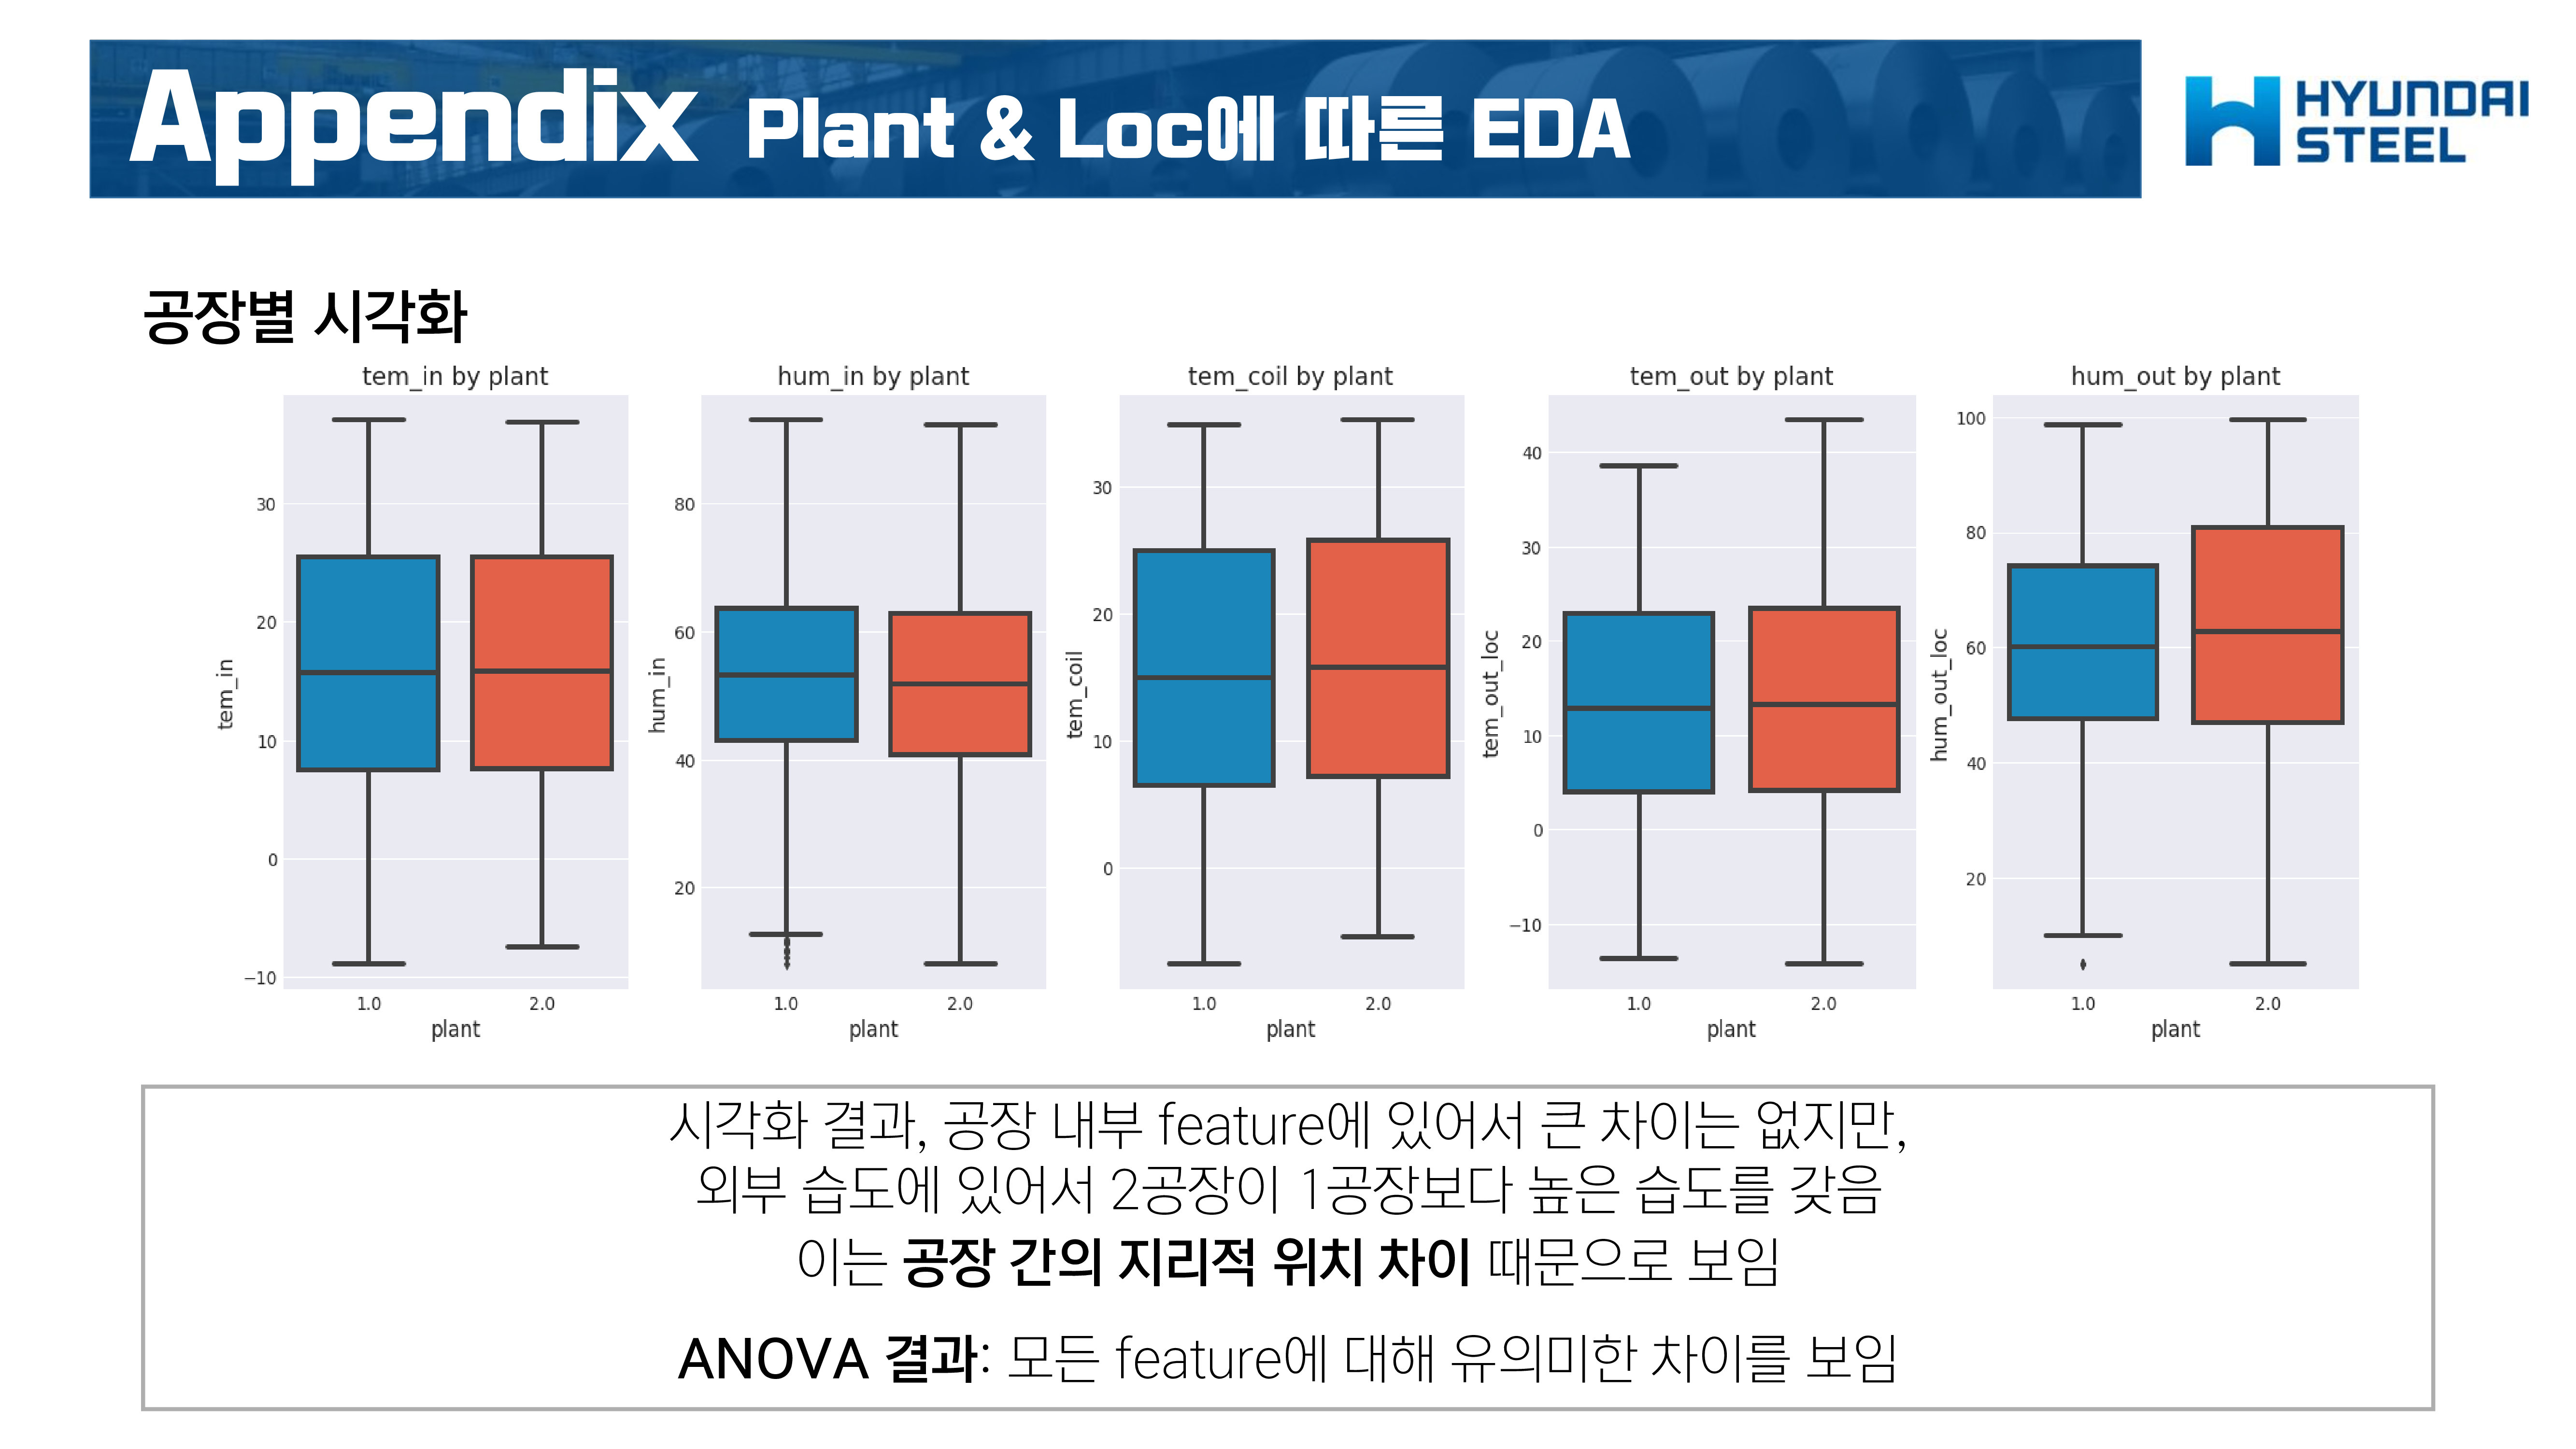 Appendix Plant & Loc에 따른 EDA
HYUNDAI
STEEL
공장별 시각화
tem_in by plant
tem_in
30
20
10
0
−10
1.0 2.0
plant
hum_in by plant
hum_in
80
60
40
20
1.0 2.0
plant
tem_coil by plant
tem_coil
30
20
10
0
1.0 2.0
plant
tem_out by plant
tem_out_loc
40
30
20
10
0
−10
1.0 2.0
plant
hum_out by plant
hum_out_loc
100
80
60
40
20
1.0 2.0
plant
시각화 결과, 공장 내부 feature에 있어서 큰 차이는 없지만,
외부 습도에 있어서 2공장이 1공장보다 높은 습도를 갖음
이는 공장 간의 지리적 위치 차이 때문으로 보임
ANOVA 결과: 모든 feature에 대해 유의미한 차이를 보임